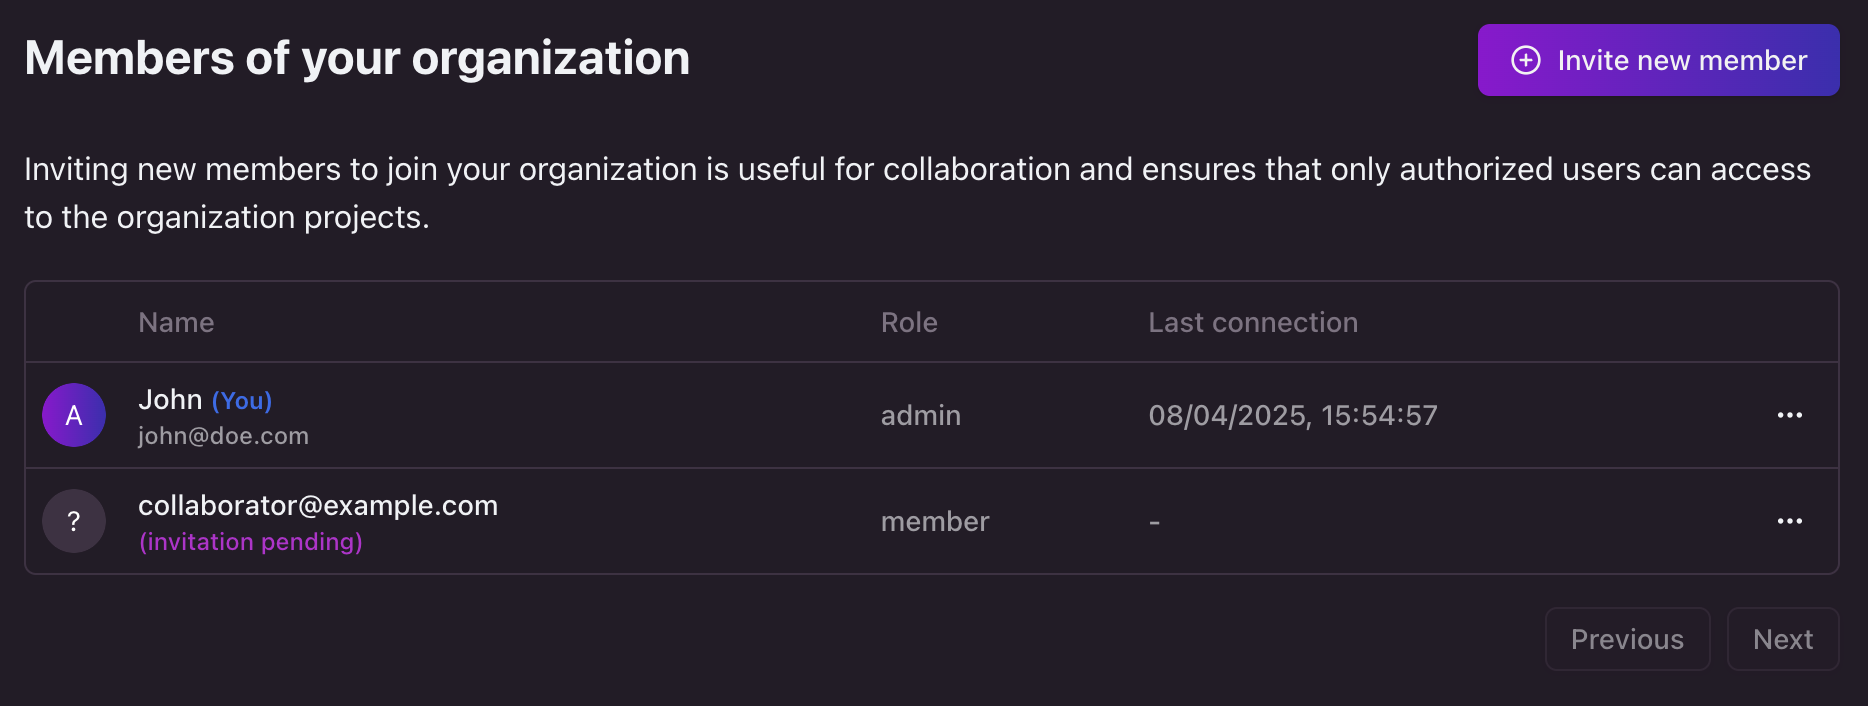 Members of your organization
Invite new member
Inviting new members to join your organization is useful for collaboration and ensures that only authorized users can access
to the organization projects.
Name Role Last connection
A John (You) admin 08/04/2025, 15:54:57
john@doe.com
? collaborator@example.com member -
(invitation pending)
Previous Next